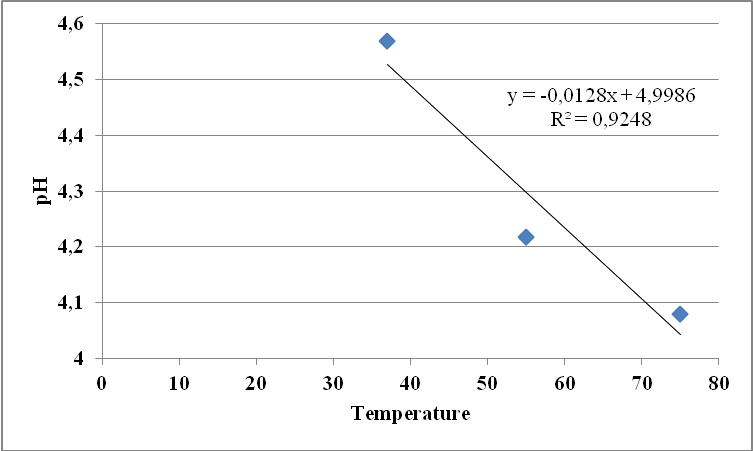 4,6
4,5
4,4
4,3
4,2
4,1
4
pH
y = -0,0128x + 4,9986
R² = 0,9248
0 10 20 30 40 50 60 70 80
Temperature